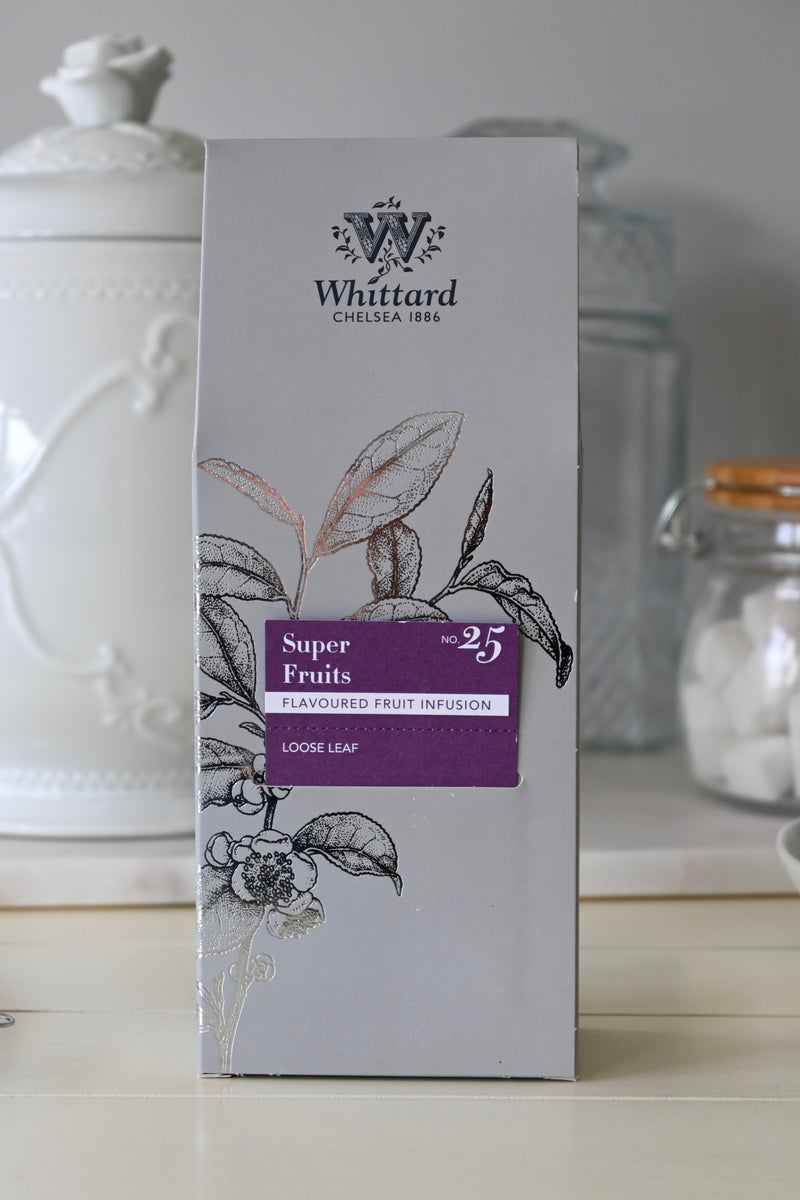 W
Whittard
CHELSEA 1886
Super
Fruits
NO. 25
FLAVOURED FRUIT INFUSION
LOOSE LEAF